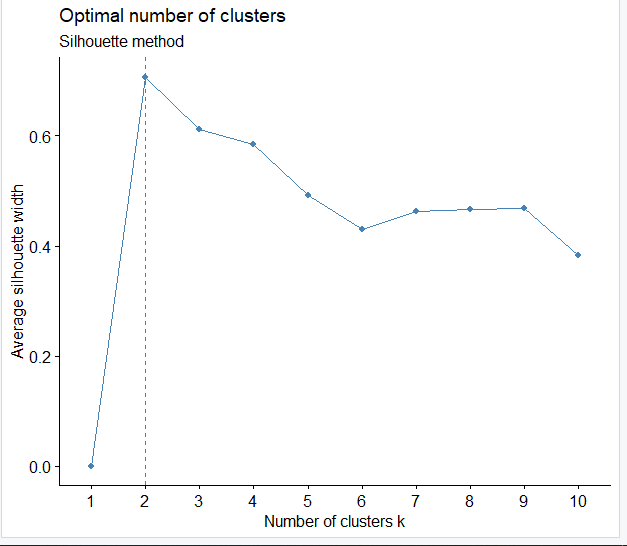 Optimal number of clusters
Silhouette method
Average silhouette width
0.6
0.4
0.2
0.0
1 2 3 4 5 6 7 8 9 10
Number of clusters k